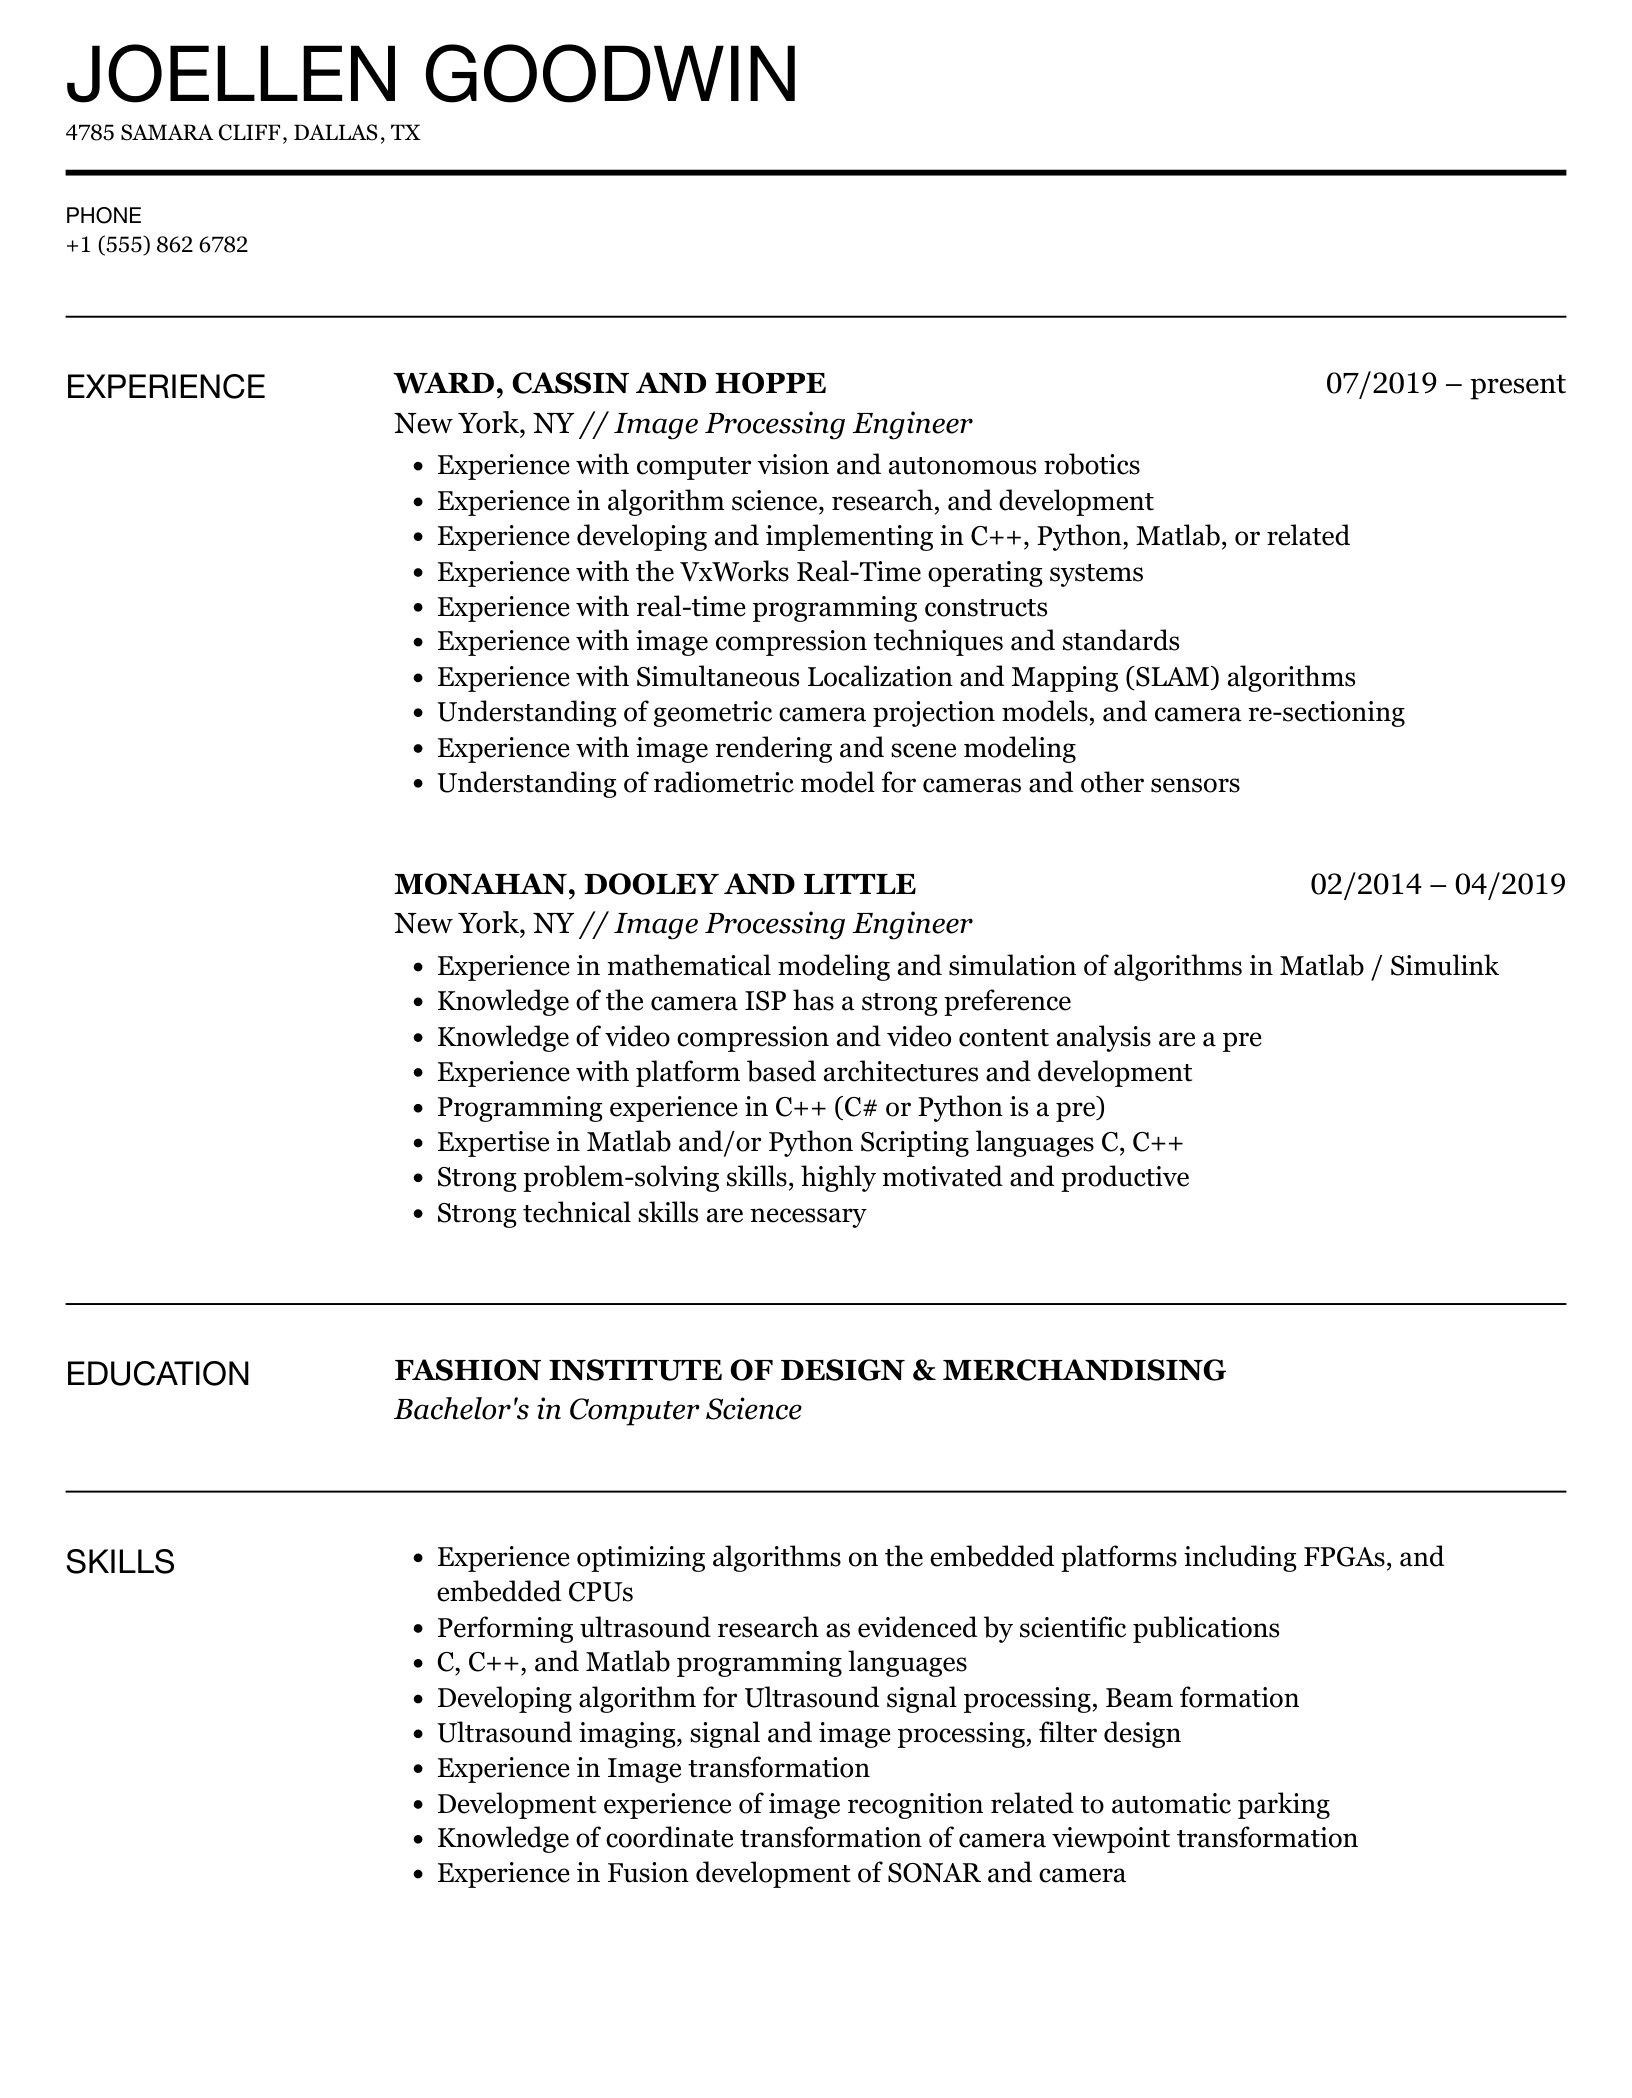 JOELLEN GOODWIN
4785 SAMARA CLIFF, DALLAS, TX
PHONE
+1 (555) 862 6782
EXPERIENCE
WARD, CASSIN AND HOPPE 07/2019 – present
New York, NY // Image Processing Engineer
• Experience with computer vision and autonomous robotics
• Experience in algorithm science, research, and development
• Experience developing and implementing in C++, Python, Matlab, or related
• Experience with the VxWorks Real-Time operating systems
• Experience with real-time programming constructs
• Experience with image compression techniques and standards
• Experience with Simultaneous Localization and Mapping (SLAM) algorithms
• Understanding of geometric camera projection models, and camera re-sectioning
• Experience with image rendering and scene modeling
• Understanding of radiometric model for cameras and other sensors
MONAHAN, DOOLEY AND LITTLE 02/2014 – 04/2019
New York, NY // Image Processing Engineer
• Experience in mathematical modeling and simulation of algorithms in Matlab / Simulink
• Knowledge of the camera ISP has a strong preference
• Knowledge of video compression and video content analysis are a pre
• Experience with platform based architectures and development
• Programming experience in C++ (C# or Python is a pre)
• Expertise in Matlab and/or Python Scripting languages C, C++
• Strong problem-solving skills, highly motivated and productive
• Strong technical skills are necessary
EDUCATION
FASHION INSTITUTE OF DESIGN & MERCHANDISING
Bachelor's in Computer Science
SKILLS
• Experience optimizing algorithms on the embedded platforms including FPGAs, and
embedded CPUs
• Performing ultrasound research as evidenced by scientific publications
• C, C++, and Matlab programming languages
• Developing algorithm for Ultrasound signal processing, Beam formation
• Ultrasound imaging, signal and image processing, filter design
• Experience in Image transformation
• Development experience of image recognition related to automatic parking
• Knowledge of coordinate transformation of camera viewpoint transformation
• Experience in Fusion development of SONAR and camera